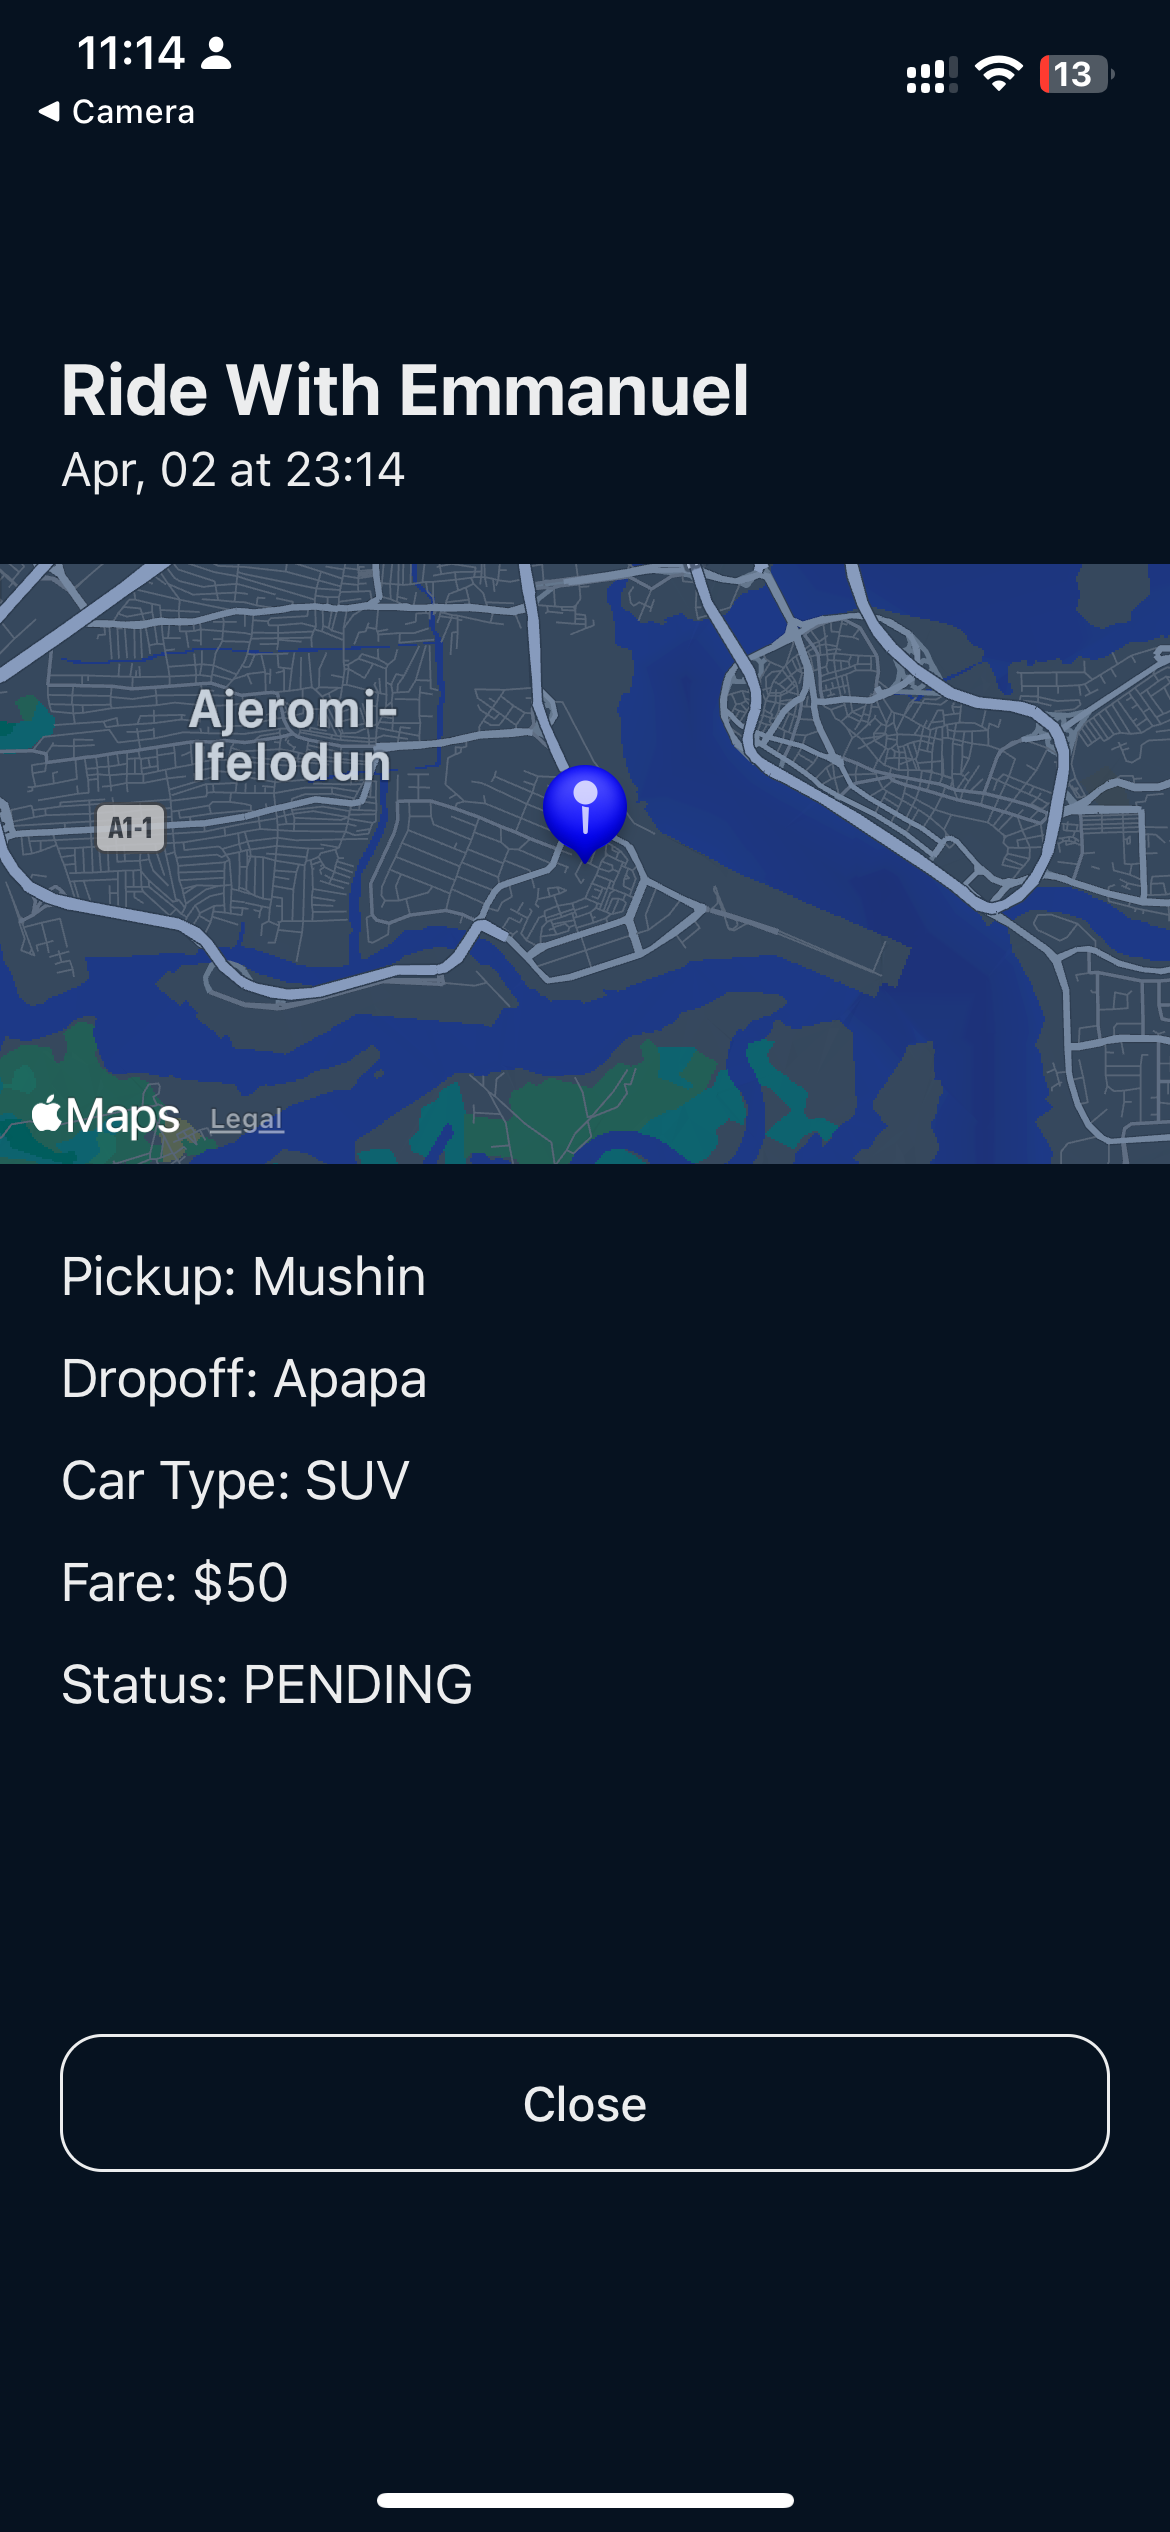 11:14
13
Camera
Ride With Emmanuel
Apr, 02 at 23:14
Ajeromi-
Ifelodun
A1-1
Maps Legal
Pickup: Mushin
Dropoff: Apapa
Car Type: SUV
Fare: $50
Status: PENDING
Close